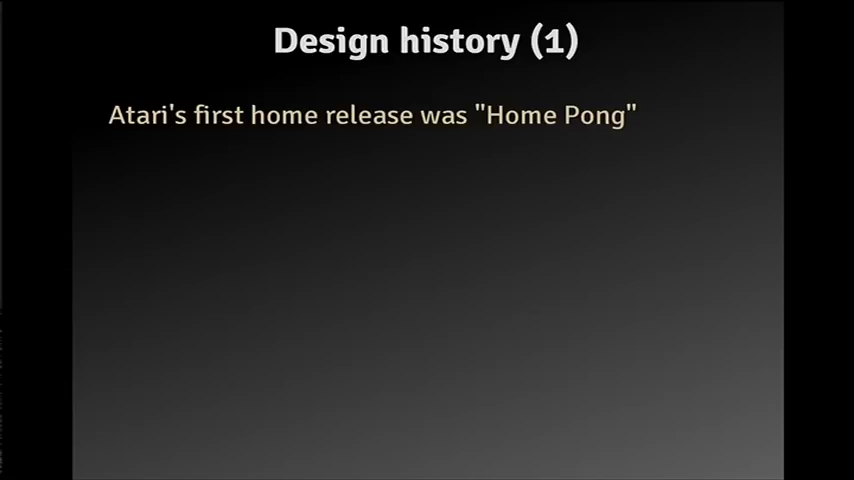 Design history (1)
Atari's first home release was "Home Pong"